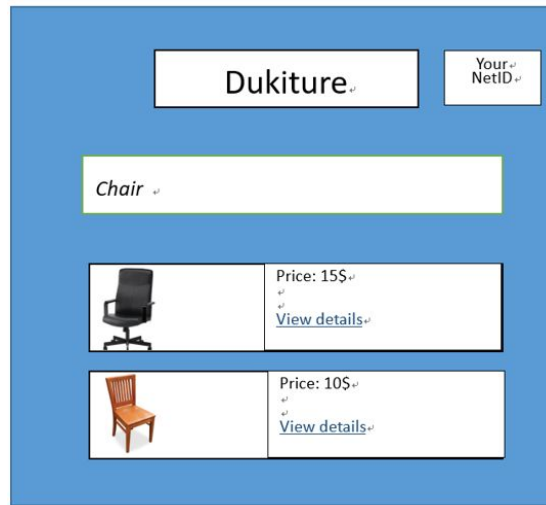 Dukiture
Your
NetID
Chair
Price: 15$
View details
Price: 10$
View details